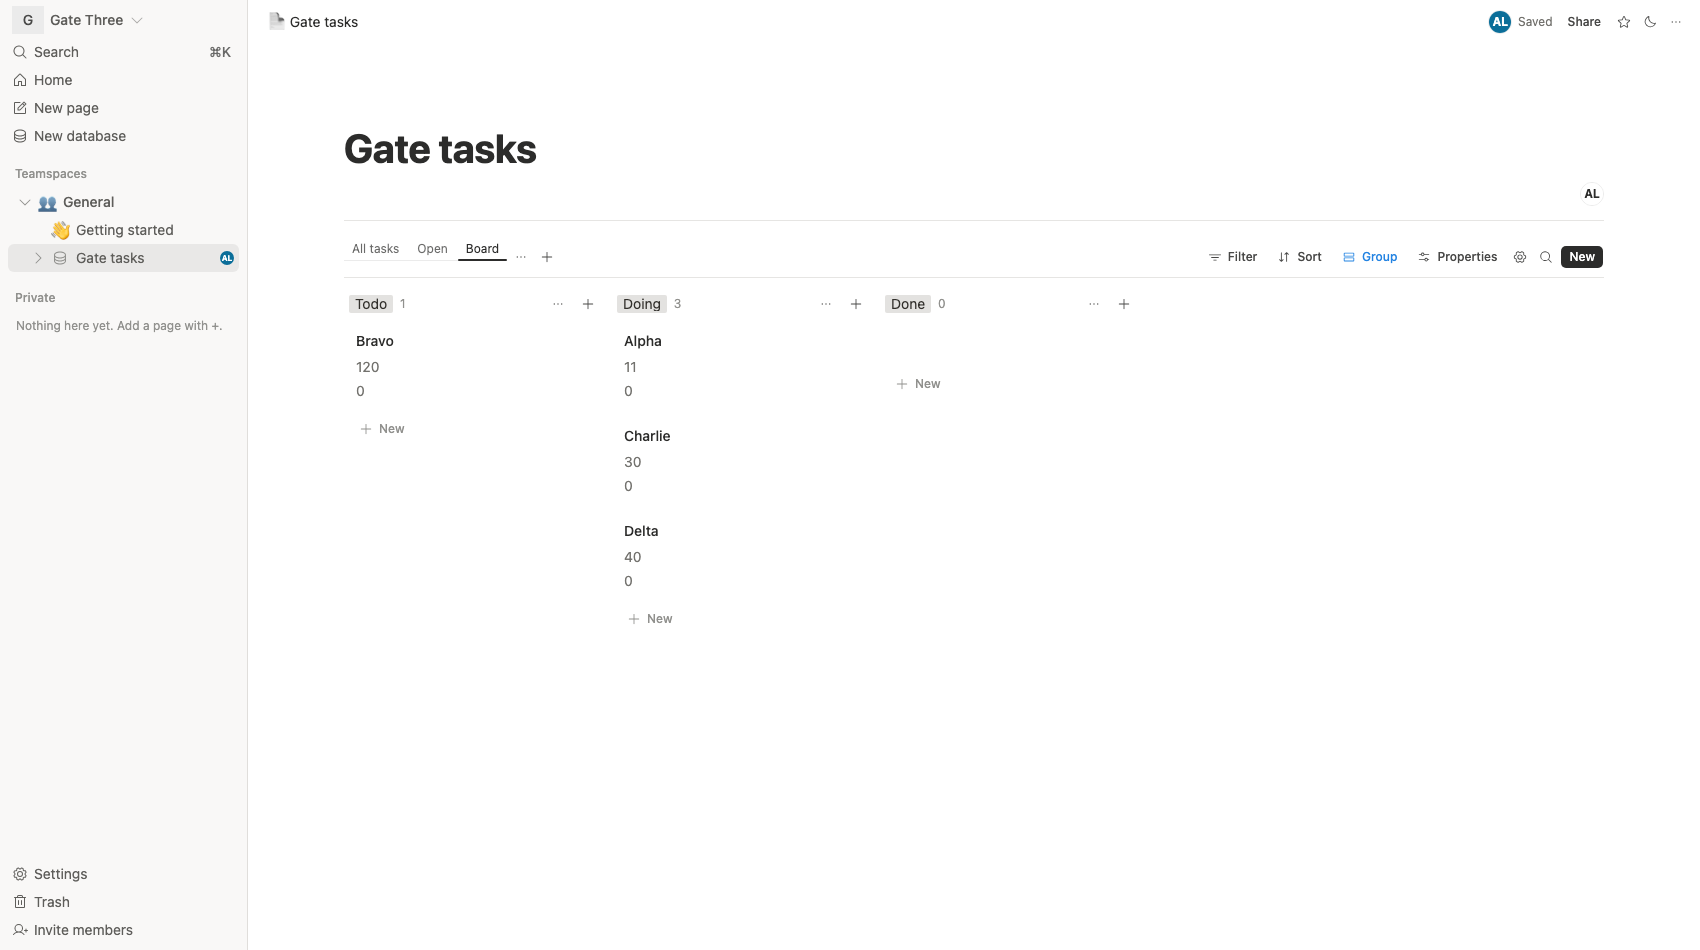 G Gate Three
Search ⌘K
Home
New page
New database
Teamspaces
General
Getting started
Gate tasks AL
Private
Nothing here yet. Add a page with +.
Settings
Trash
Invite members
Gate tasks
AL Saved Share
Gate tasks
AL
All tasks Open Board
Filter Sort Group Properties New
Todo 1
Bravo
120
0
New
Doing 3
Alpha
11
0
Charlie
30
0
Delta
40
0
New
Done 0
New